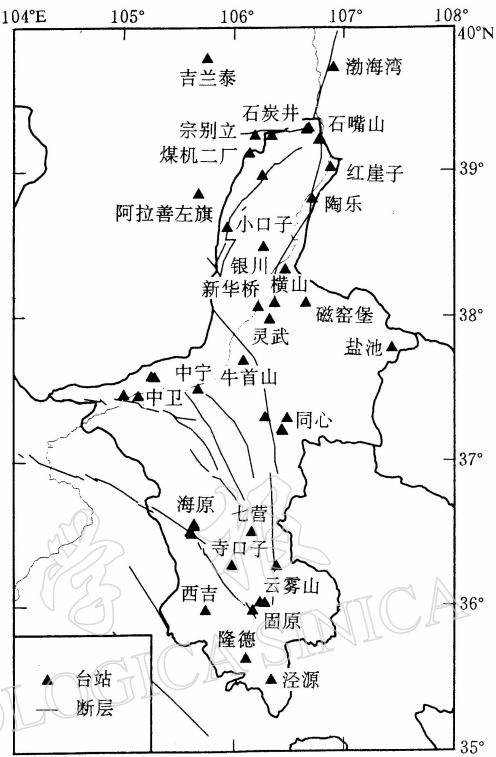 104°E 105° 106° 107° 108°
40°N
渤海湾
吉兰泰
石炭井
石嘴山
宗别立
煤机二厂
39°
红崖子
阿拉善左旗
陶乐
小口子
银川
横山
新华桥
38°
磁窑堡
灵武
盐池
中宁
牛首山
中卫
同心
37°
海原
七营
寺口子
云雾山
西吉
36°
固原
隆德
泾源
台站
断层
35°
学报
OLOGICA SINICA